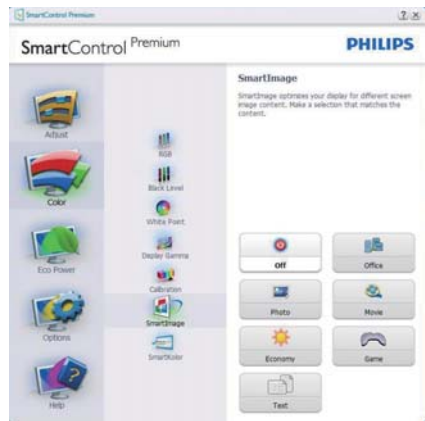 SmartControl Premium
SmartControl Premium
PHILIPS
Adjust
Color
Eco Power
Options
Help
RGB
Black Level
White Point
Display Gamma
Calibration
SmartImage
SmartKolor
SmartImage
SmartImage optimizes your display for different screen
image content. Make a selection that matches the
content.
Off
Office
Photo
Movie
Economy
Game
Text